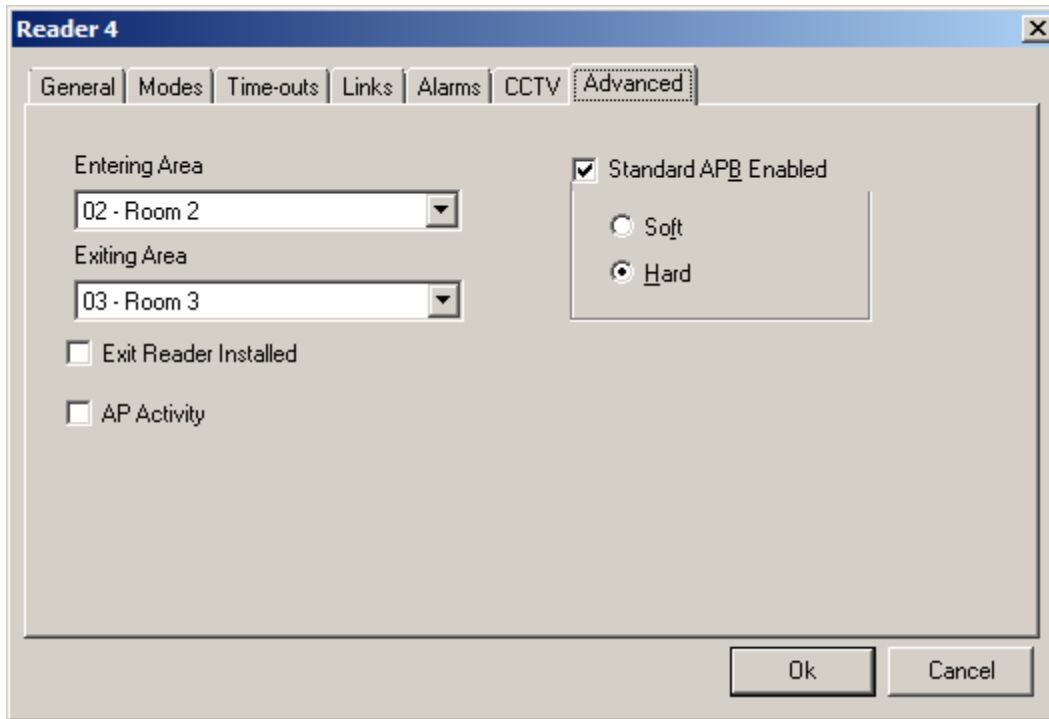 Reader 4
General Modes Time-outs Links Alarms CCTV Advanced
Entering Area
02 - Room 2
Exiting Area
03 - Room 3
Exit Reader Installed
AP Activity
Standard APB Enabled
Soft
Hard
Ok Cancel